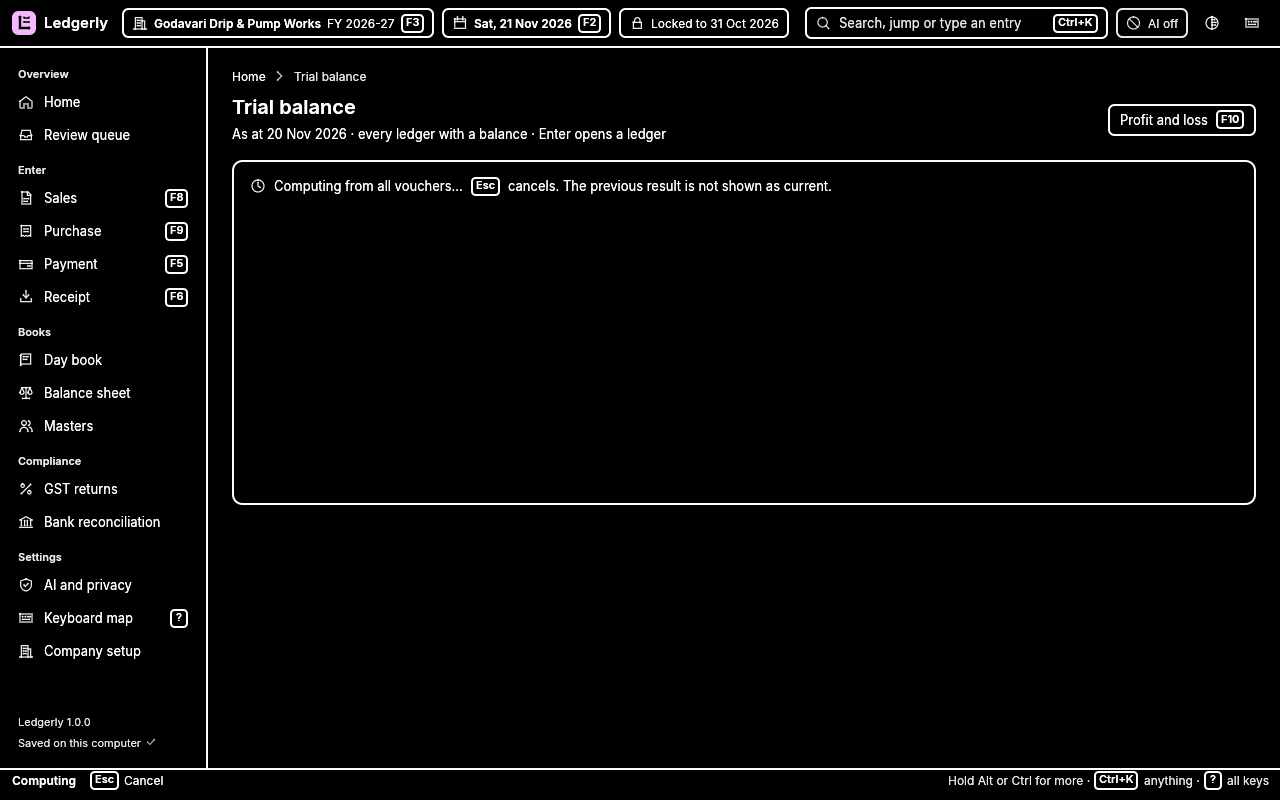 Ledgerly
Godavari Drip & Pump Works FY 2026-27 F3
Sat, 21 Nov 2026 F2
Locked to 31 Oct 2026
Search, jump or type an entry Ctrl+K
AI off
Overview
Home
Review queue
Enter
Sales F8
Purchase F9
Payment F5
Receipt F6
Books
Day book
Balance sheet
Masters
Compliance
GST returns
Bank reconciliation
Settings
AI and privacy
Keyboard map ?
Company setup
Ledgerly 1.0.0
Saved on this computer
Home > Trial balance
Trial balance
As at 20 Nov 2026 · every ledger with a balance · Enter opens a ledger
Profit and loss F10
Computing from all vouchers... Esc cancels. The previous result is not shown as current.
Computing Esc Cancel
Hold Alt or Ctrl for more · Ctrl+K anything · ? all keys